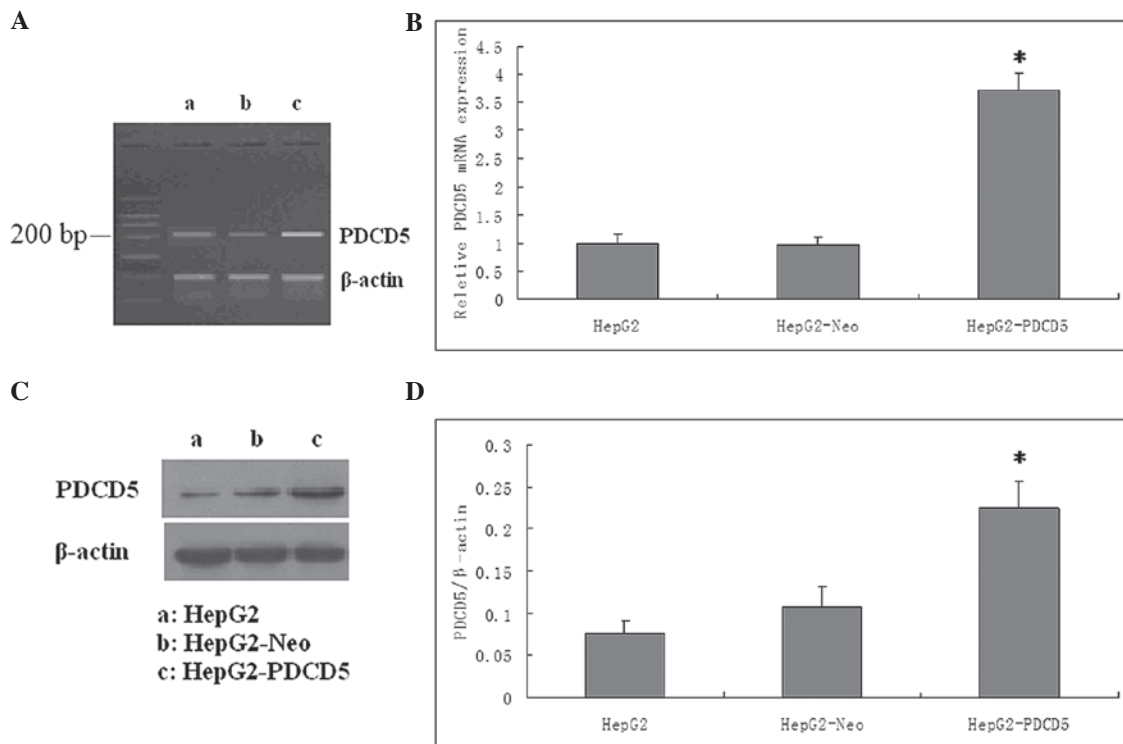 A
a b c
200 bp
PDCD5
β-actin
B
Reletive PDCD5 mRNA expression
4.5
4
3.5
3
2.5
2
1.5
1
0.5
0
*
HepG2 HepG2-Neo HepG2-PDCD5
C
a b c
PDCD5
β-actin
a: HepG2
b: HepG2-Neo
c: HepG2-PDCD5
D
PDCD5/β-actin
0.3
0.25
0.2
0.15
0.1
0.05
0
*
HepG2 HepG2-Neo HepG2-PDCD5